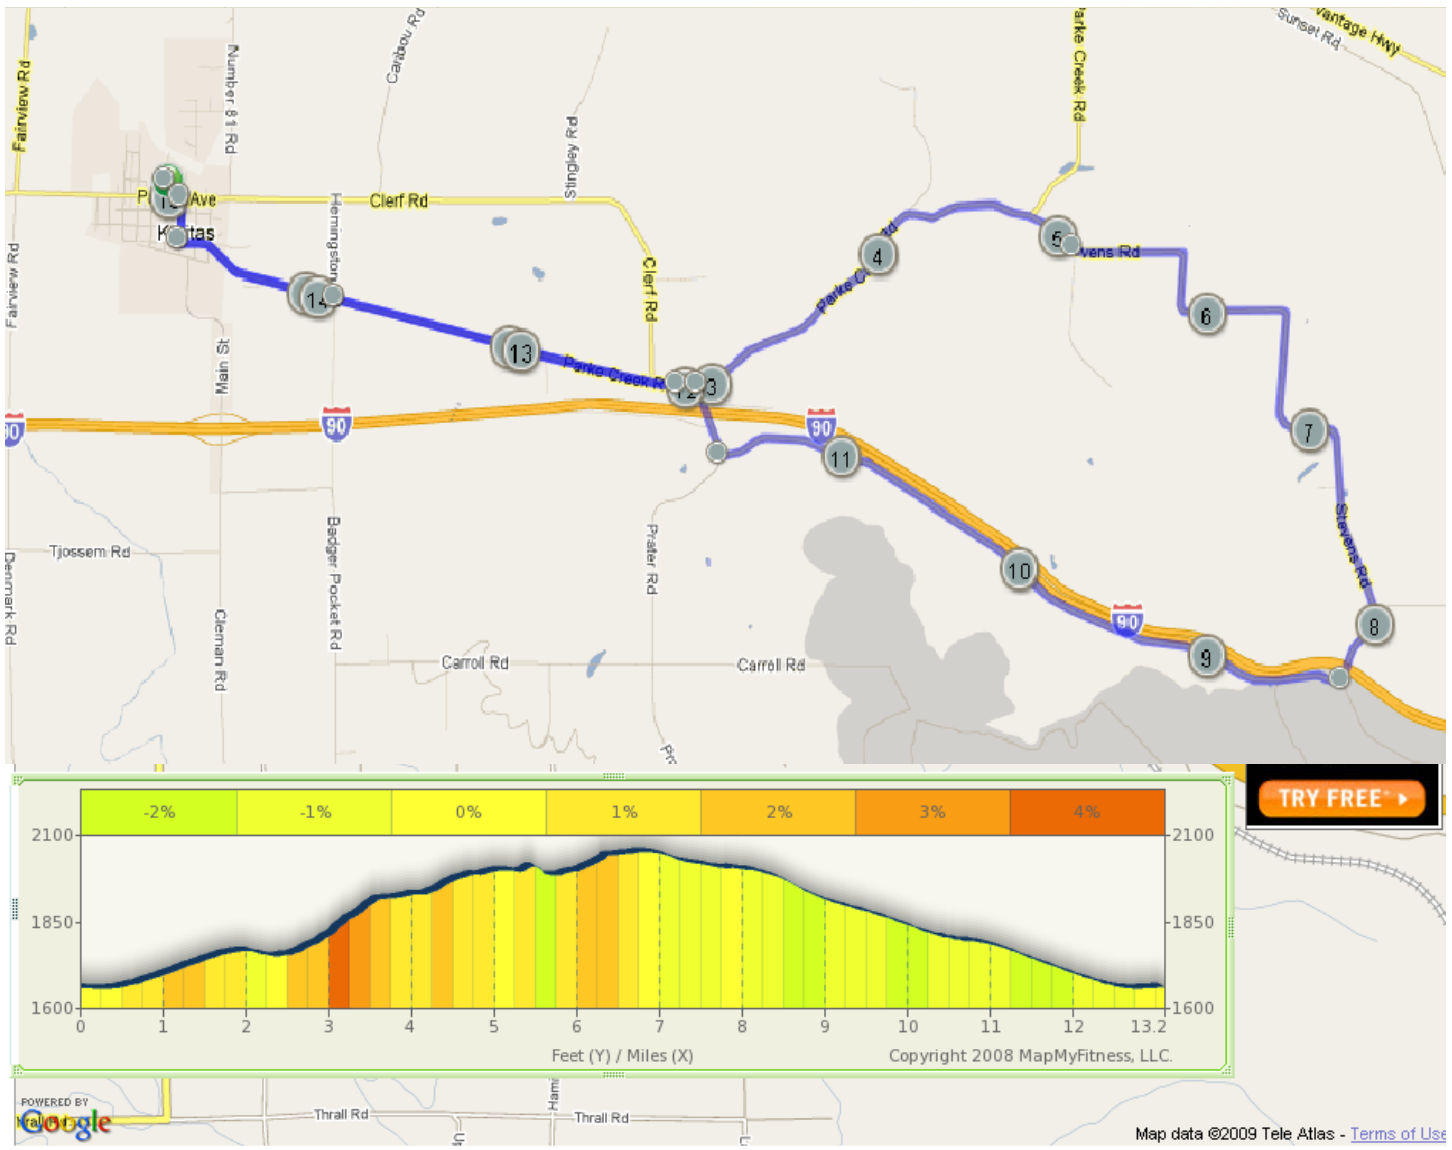 Fairview Rd
Number 81 Rd
Caribou Rd
Stingley Rd
arke Creek Rd
Sunset Rd
vantage Hwy
Ave
Clerf Rd
Hemingston
Fairview Rd
Clerf Rd
4
5
vens Rd
6
14
13
Parke Creek R
12
3
Main St
90
90
90
11
7
Tjossem Rd
Badger Pocket Rd
Prater Rd
10
Stevens Rd
Denmark Rd
Cleman Rd
90
8
9
Carroll Rd
Carroll Rd
-2%
-1%
0%
1%
2%
3%
4%
TRY FREE
2100
2100
1850
1850
1600
1600
0
1
2
3
4
5
6
7
8
9
10
11
12
13.2
Feet (Y) / Miles (X)
Copyright 2008 MapMyFitness, LLC.
POWERED BY
Google
Thrall Rd
Thrall Rd
Map data ©2009 Tele Atlas - Terms of Use